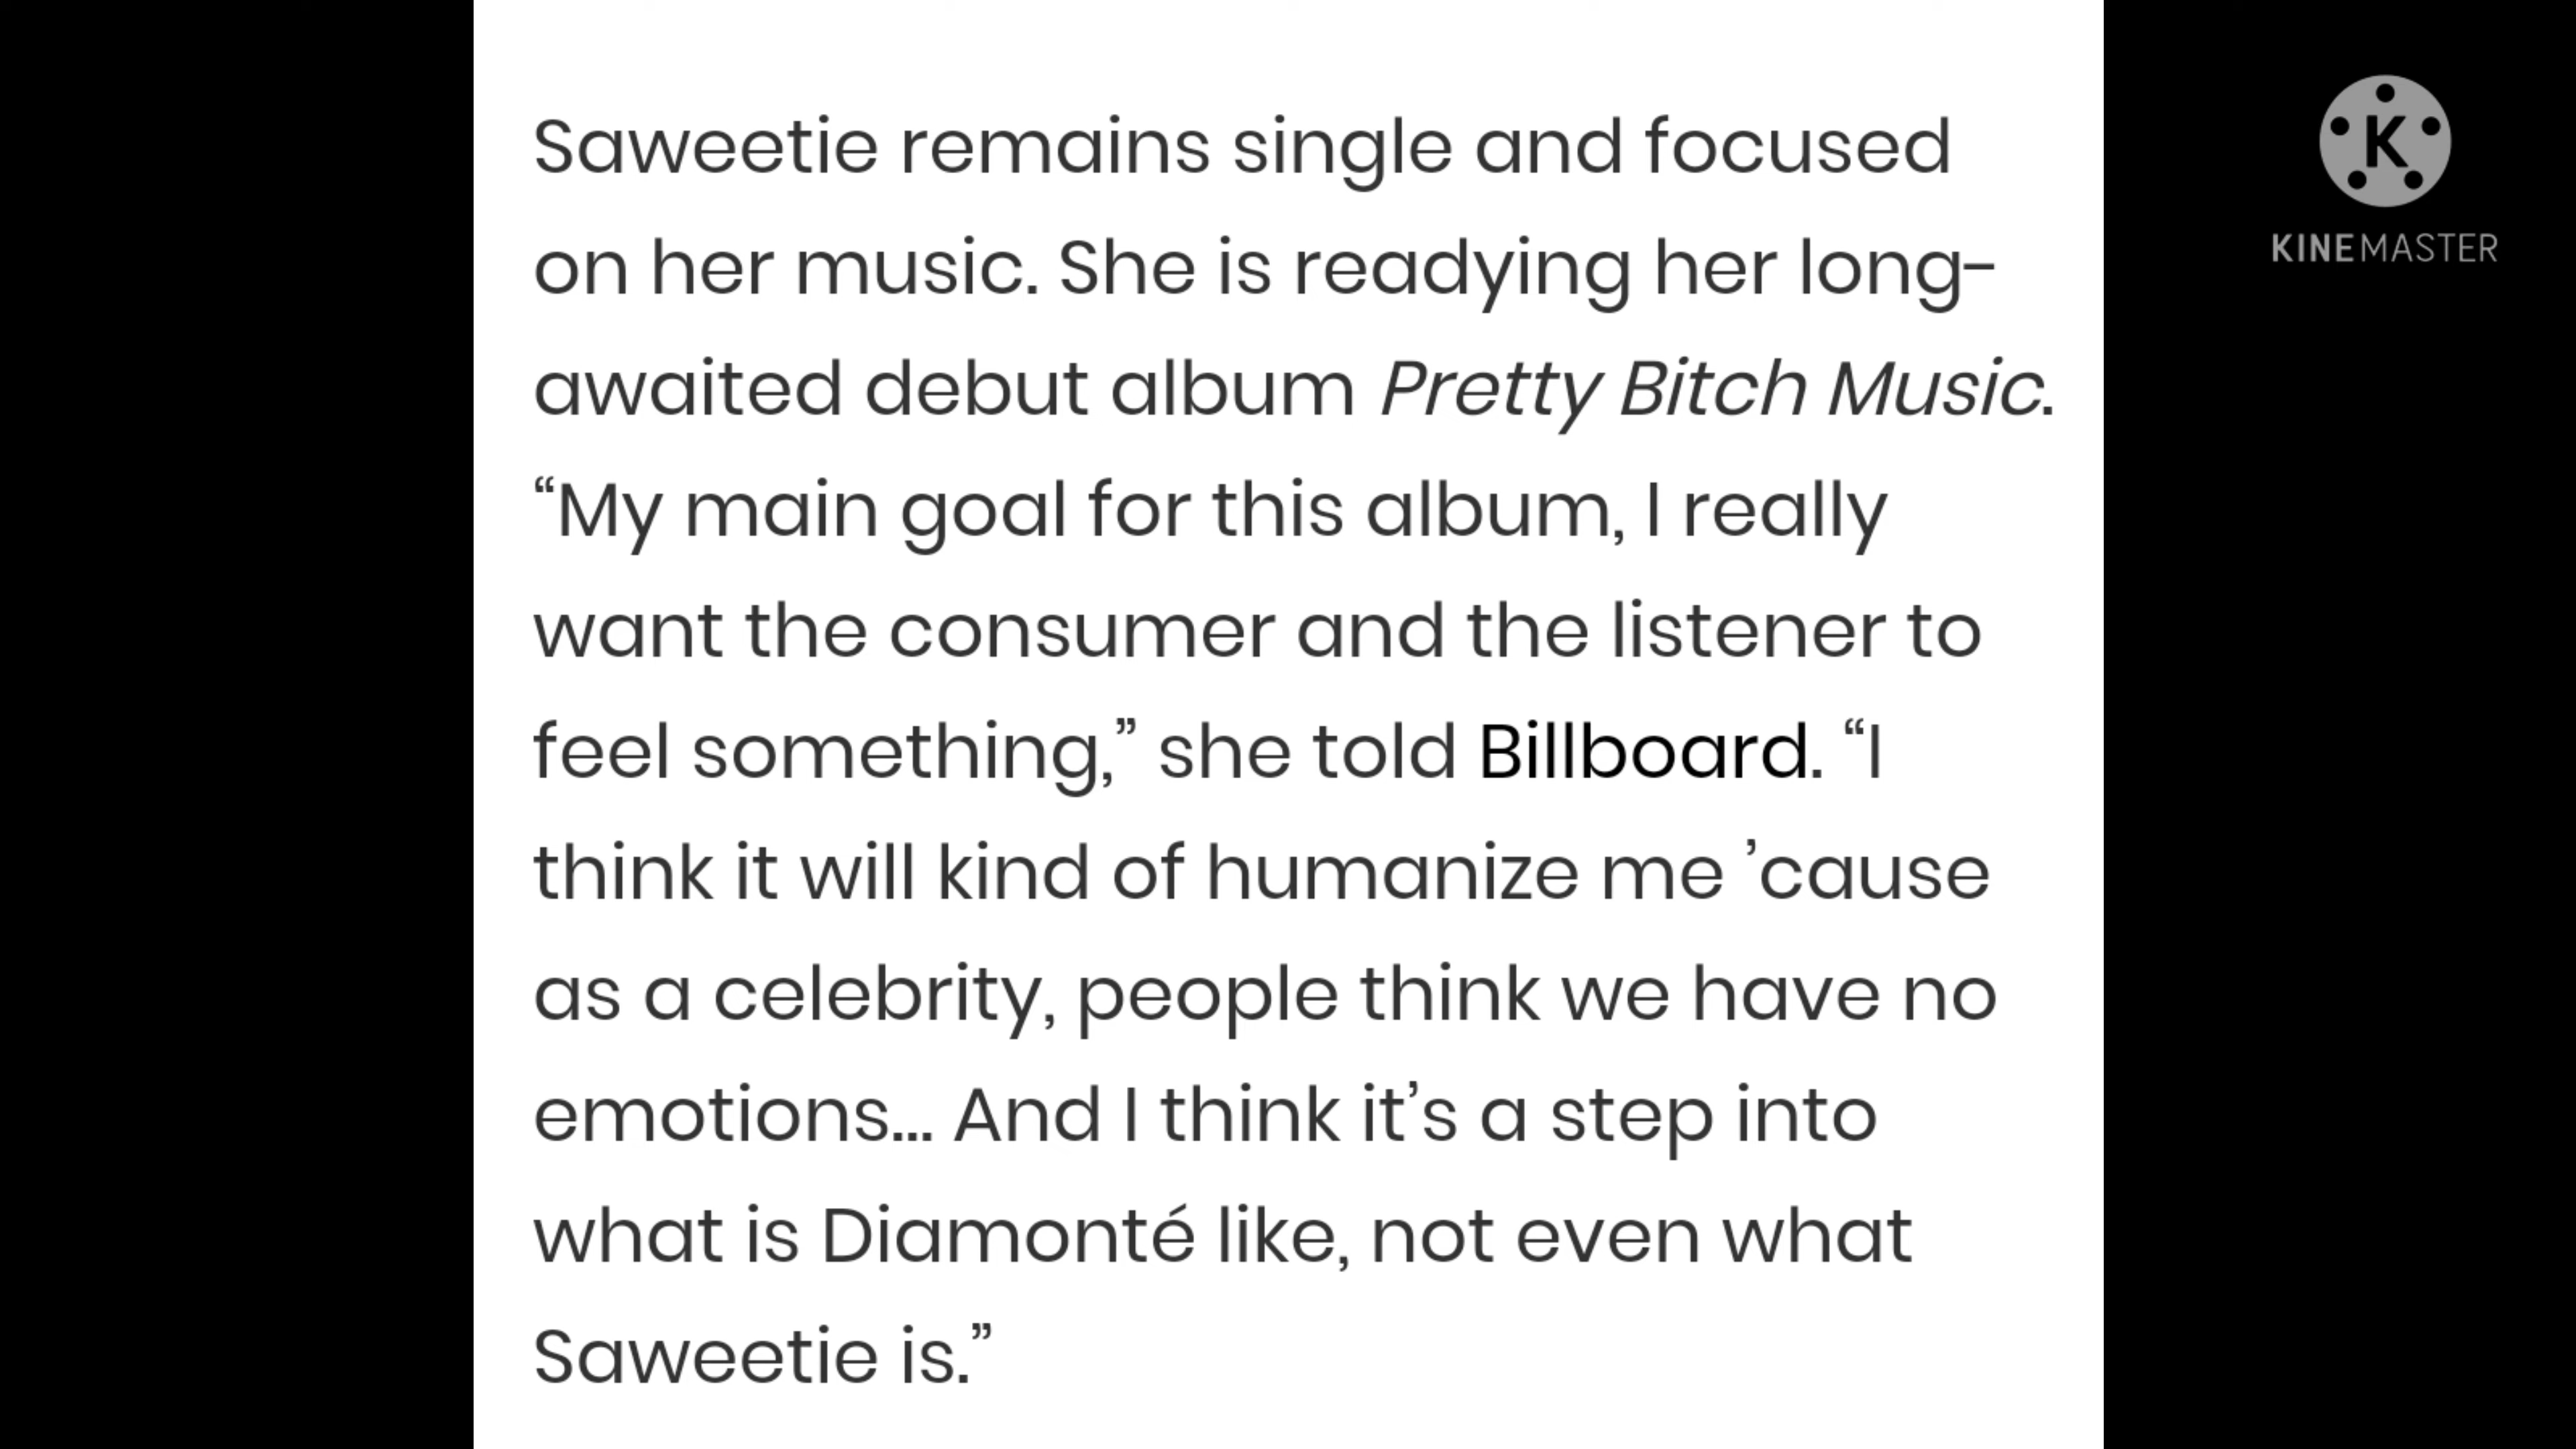 Saweetie remains single and focused
on her music. She is readying her long-
awaited debut album Pretty Bitch Music.
“My main goal for this album, I really
want the consumer and the listener to
feel something,” she told Billboard. “I
think it will kind of humanize me ’cause
as a celebrity, people think we have no
emotions... And I think it’s a step into
what is Diamonté like, not even what
Saweetie is.”
K
KINEMASTER